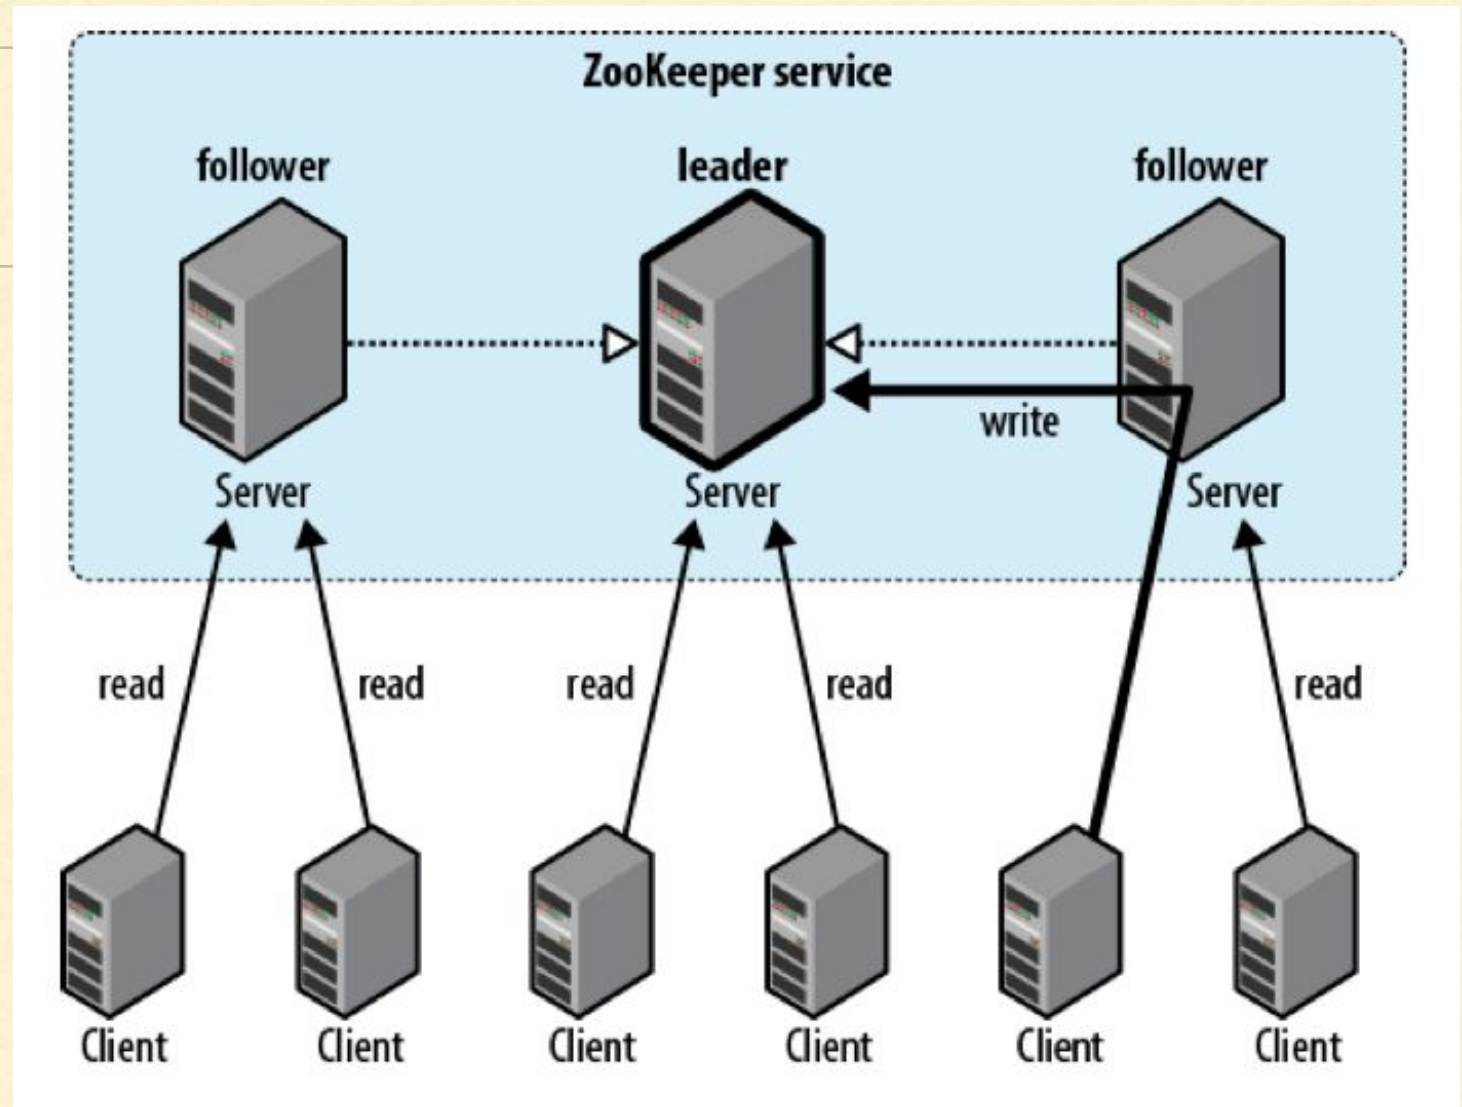 ZooKeeper service
follower
leader
follower
write
Server
Server
Server
read
read
read
read
read
Client
Client
Client
Client
Client
Client